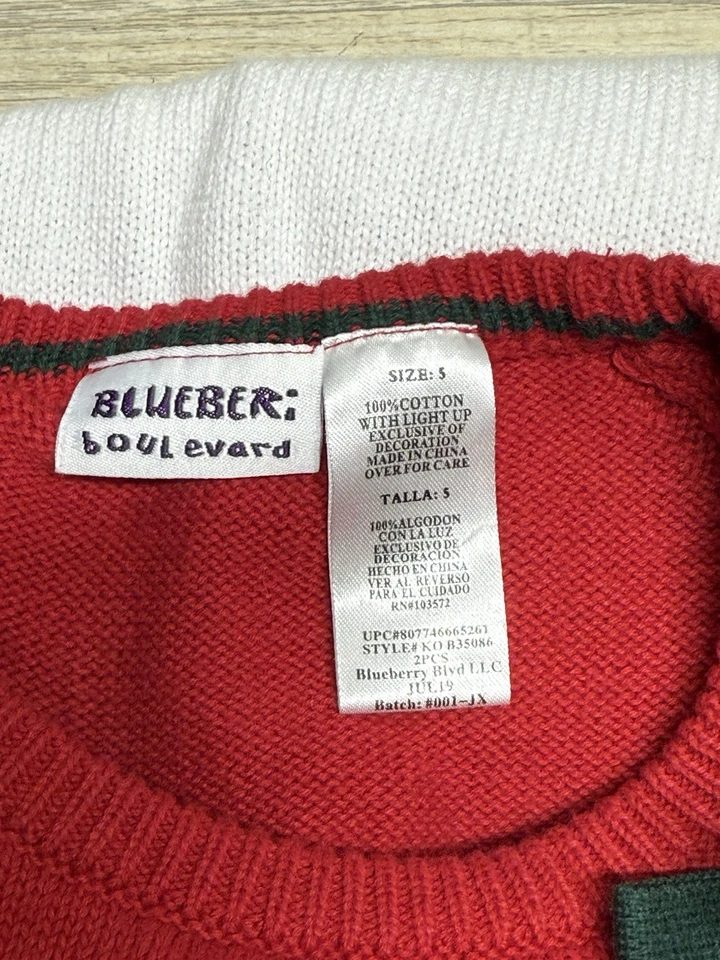 BLUEBERi
boulevard
SIZE: 5
100%COTTON
WITH LIGHT UP
EXCLUSIVE OF
DECORATION
MADE IN CHINA
OVER FOR CARE
TALLA: 5
100%ALGODON
CON LA LUZ
EXCLUSIVO DE
DECORACION
HECHO EN CHINA
VER AL REVERSO
PARA EL CUIDADO
RN#103572
UPC#807746665261
STYLE# KO B35086
2PCS
Blueberry Blvd LLC
JUL19
Batch: #001-JX